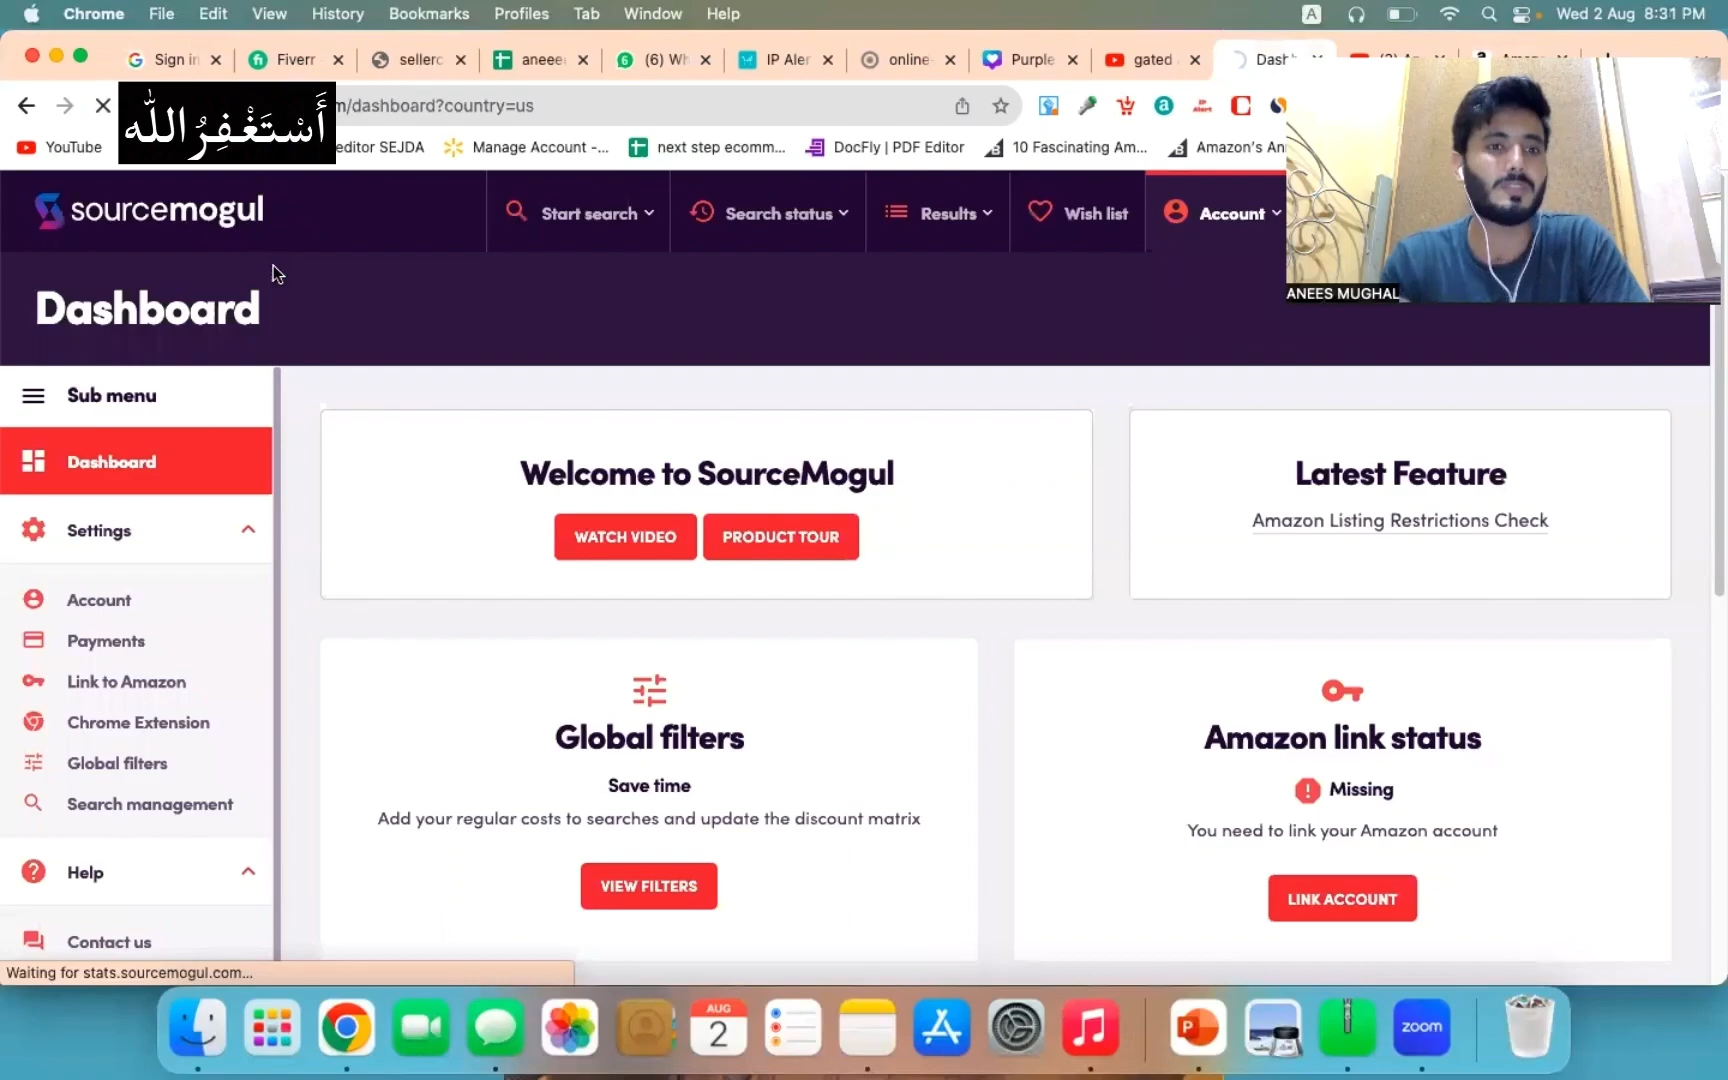 Chrome File Edit View History Bookmarks Profiles Tab Window Help A Wed 2 Aug 8:31 PM
Sign in Fiverr sellerc aneee (6) Wh IP Aler online- Purple gated Dash
أَسْتَغْفِرُ اللّٰه
m/dashboard?country=us
YouTube editor SEJDA Manage Account -... next step ecomm... DocFly | PDF Editor 10 Fascinating Am... Amazon's An
sourcemogul
Start search Search status Results Wish list Account
ANEES MUGHAL
Dashboard
Sub menu
Dashboard
Settings
Account
Payments
Link to Amazon
Chrome Extension
Global filters
Search management
Help
Contact us
Welcome to SourceMogul
WATCH VIDEO PRODUCT TOUR
Latest Feature
Amazon Listing Restrictions Check
Global filters
Save time
Add your regular costs to searches and update the discount matrix
VIEW FILTERS
Amazon link status
Missing
You need to link your Amazon account
LINK ACCOUNT
Waiting for stats.sourcemogul.com...
AUG
2
zoom